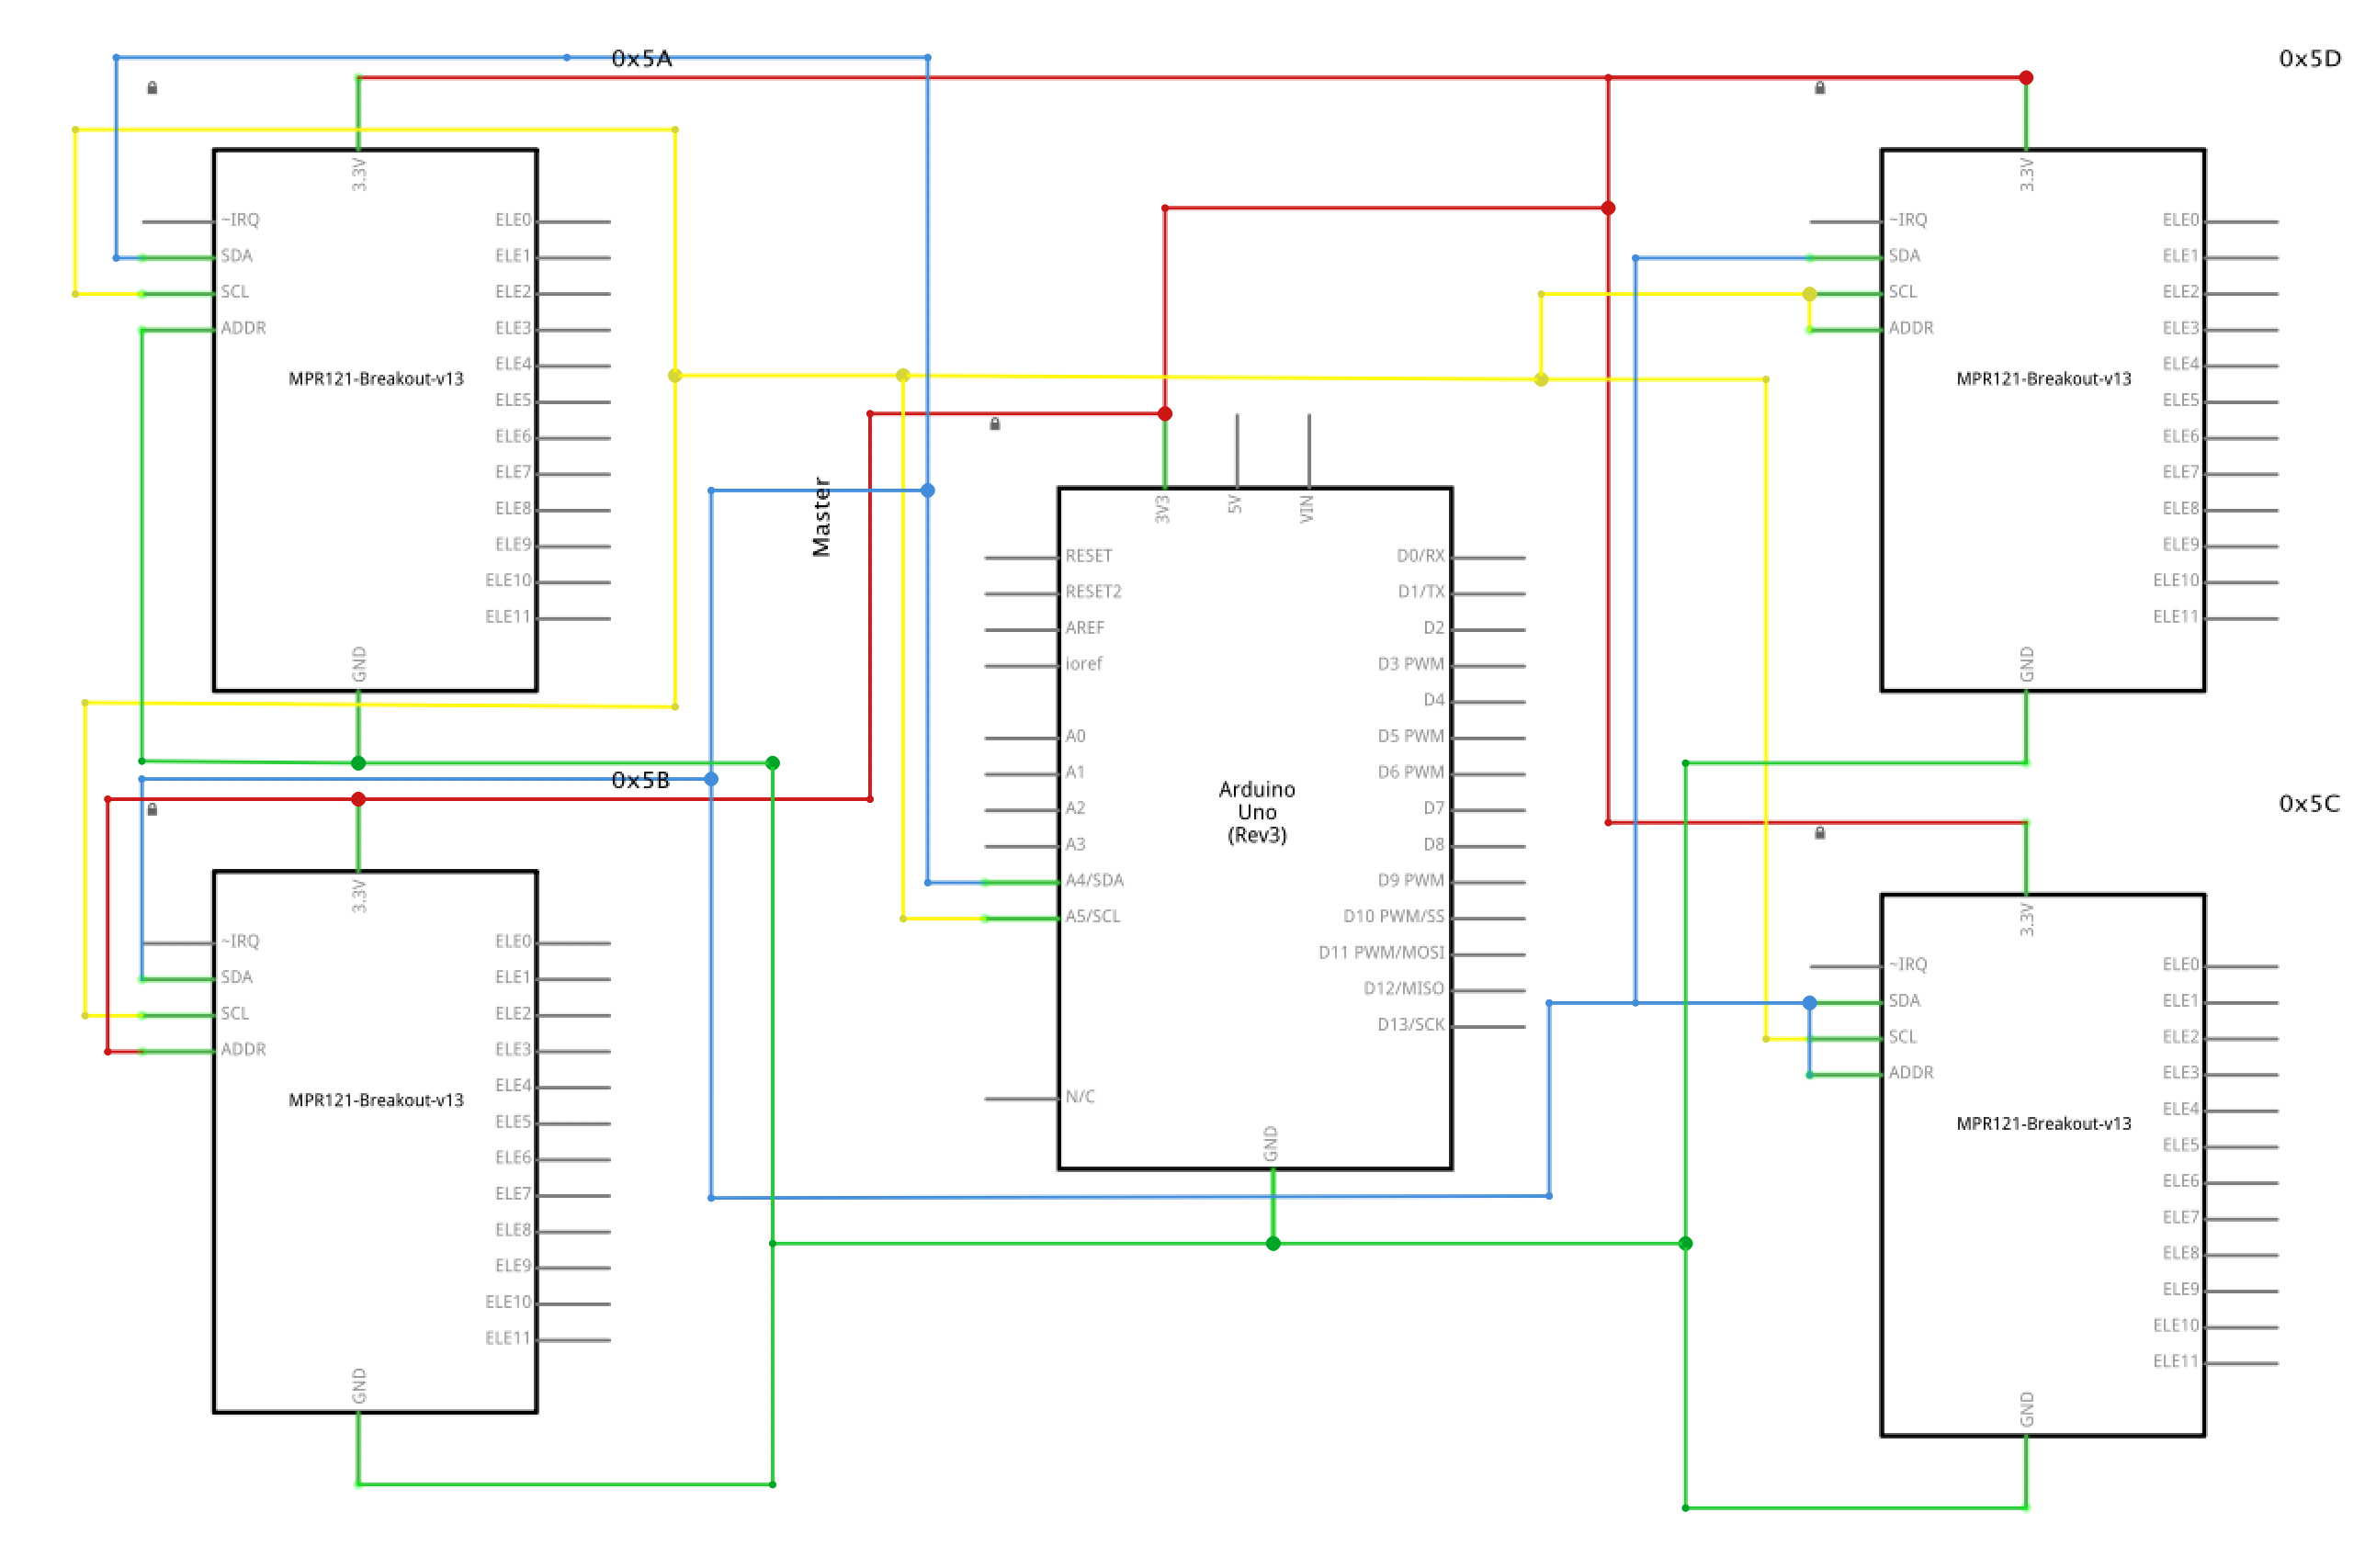 0x5A
3.3V
~IRQ
SDA
SCL
ADDR
ELE0
ELE1
ELE2
ELE3
ELE4
ELE5
ELE6
ELE7
ELE8
ELE9
ELE10
ELE11
MPR121-Breakout-v13
GND
0x5B
3.3V
~IRQ
SDA
SCL
ADDR
ELE0
ELE1
ELE2
ELE3
ELE4
ELE5
ELE6
ELE7
ELE8
ELE9
ELE10
ELE11
MPR121-Breakout-v13
GND
Master
3V3
5V
VIN
RESET
RESET2
AREF
ioref
A0
A1
A2
A3
A4/SDA
A5/SCL
N/C
Arduino
Uno
(Rev3)
D0/RX
D1/TX
D2
D3 PWM
D4
D5 PWM
D6 PWM
D7
D8
D9 PWM
D10 PWM/SS
D11 PWM/MOSI
D12/MISO
D13/SCK
GND
0x5D
3.3V
~IRQ
SDA
SCL
ADDR
ELE0
ELE1
ELE2
ELE3
ELE4
ELE5
ELE6
ELE7
ELE8
ELE9
ELE10
ELE11
MPR121-Breakout-v13
GND
0x5C
3.3V
~IRQ
SDA
SCL
ADDR
ELE0
ELE1
ELE2
ELE3
ELE4
ELE5
ELE6
ELE7
ELE8
ELE9
ELE10
ELE11
MPR121-Breakout-v13
GND